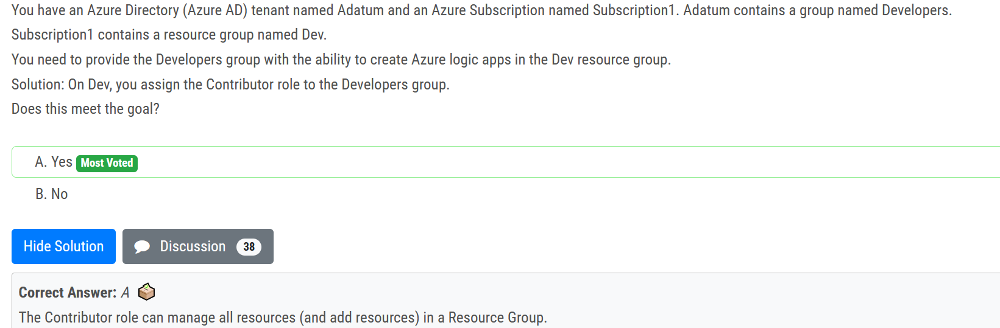 You have an Azure Directory (Azure AD) tenant named Adatum and an Azure Subscription named Subscription1. Adatum contains a group named Developers.
Subscription1 contains a resource group named Dev.
You need to provide the Developers group with the ability to create Azure logic apps in the Dev resource group.
Solution: On Dev, you assign the Contributor role to the Developers group.
Does this meet the goal?
A. Yes Most Voted
B. No
Hide Solution Discussion 38
Correct Answer: A
The Contributor role can manage all resources (and add resources) in a Resource Group.